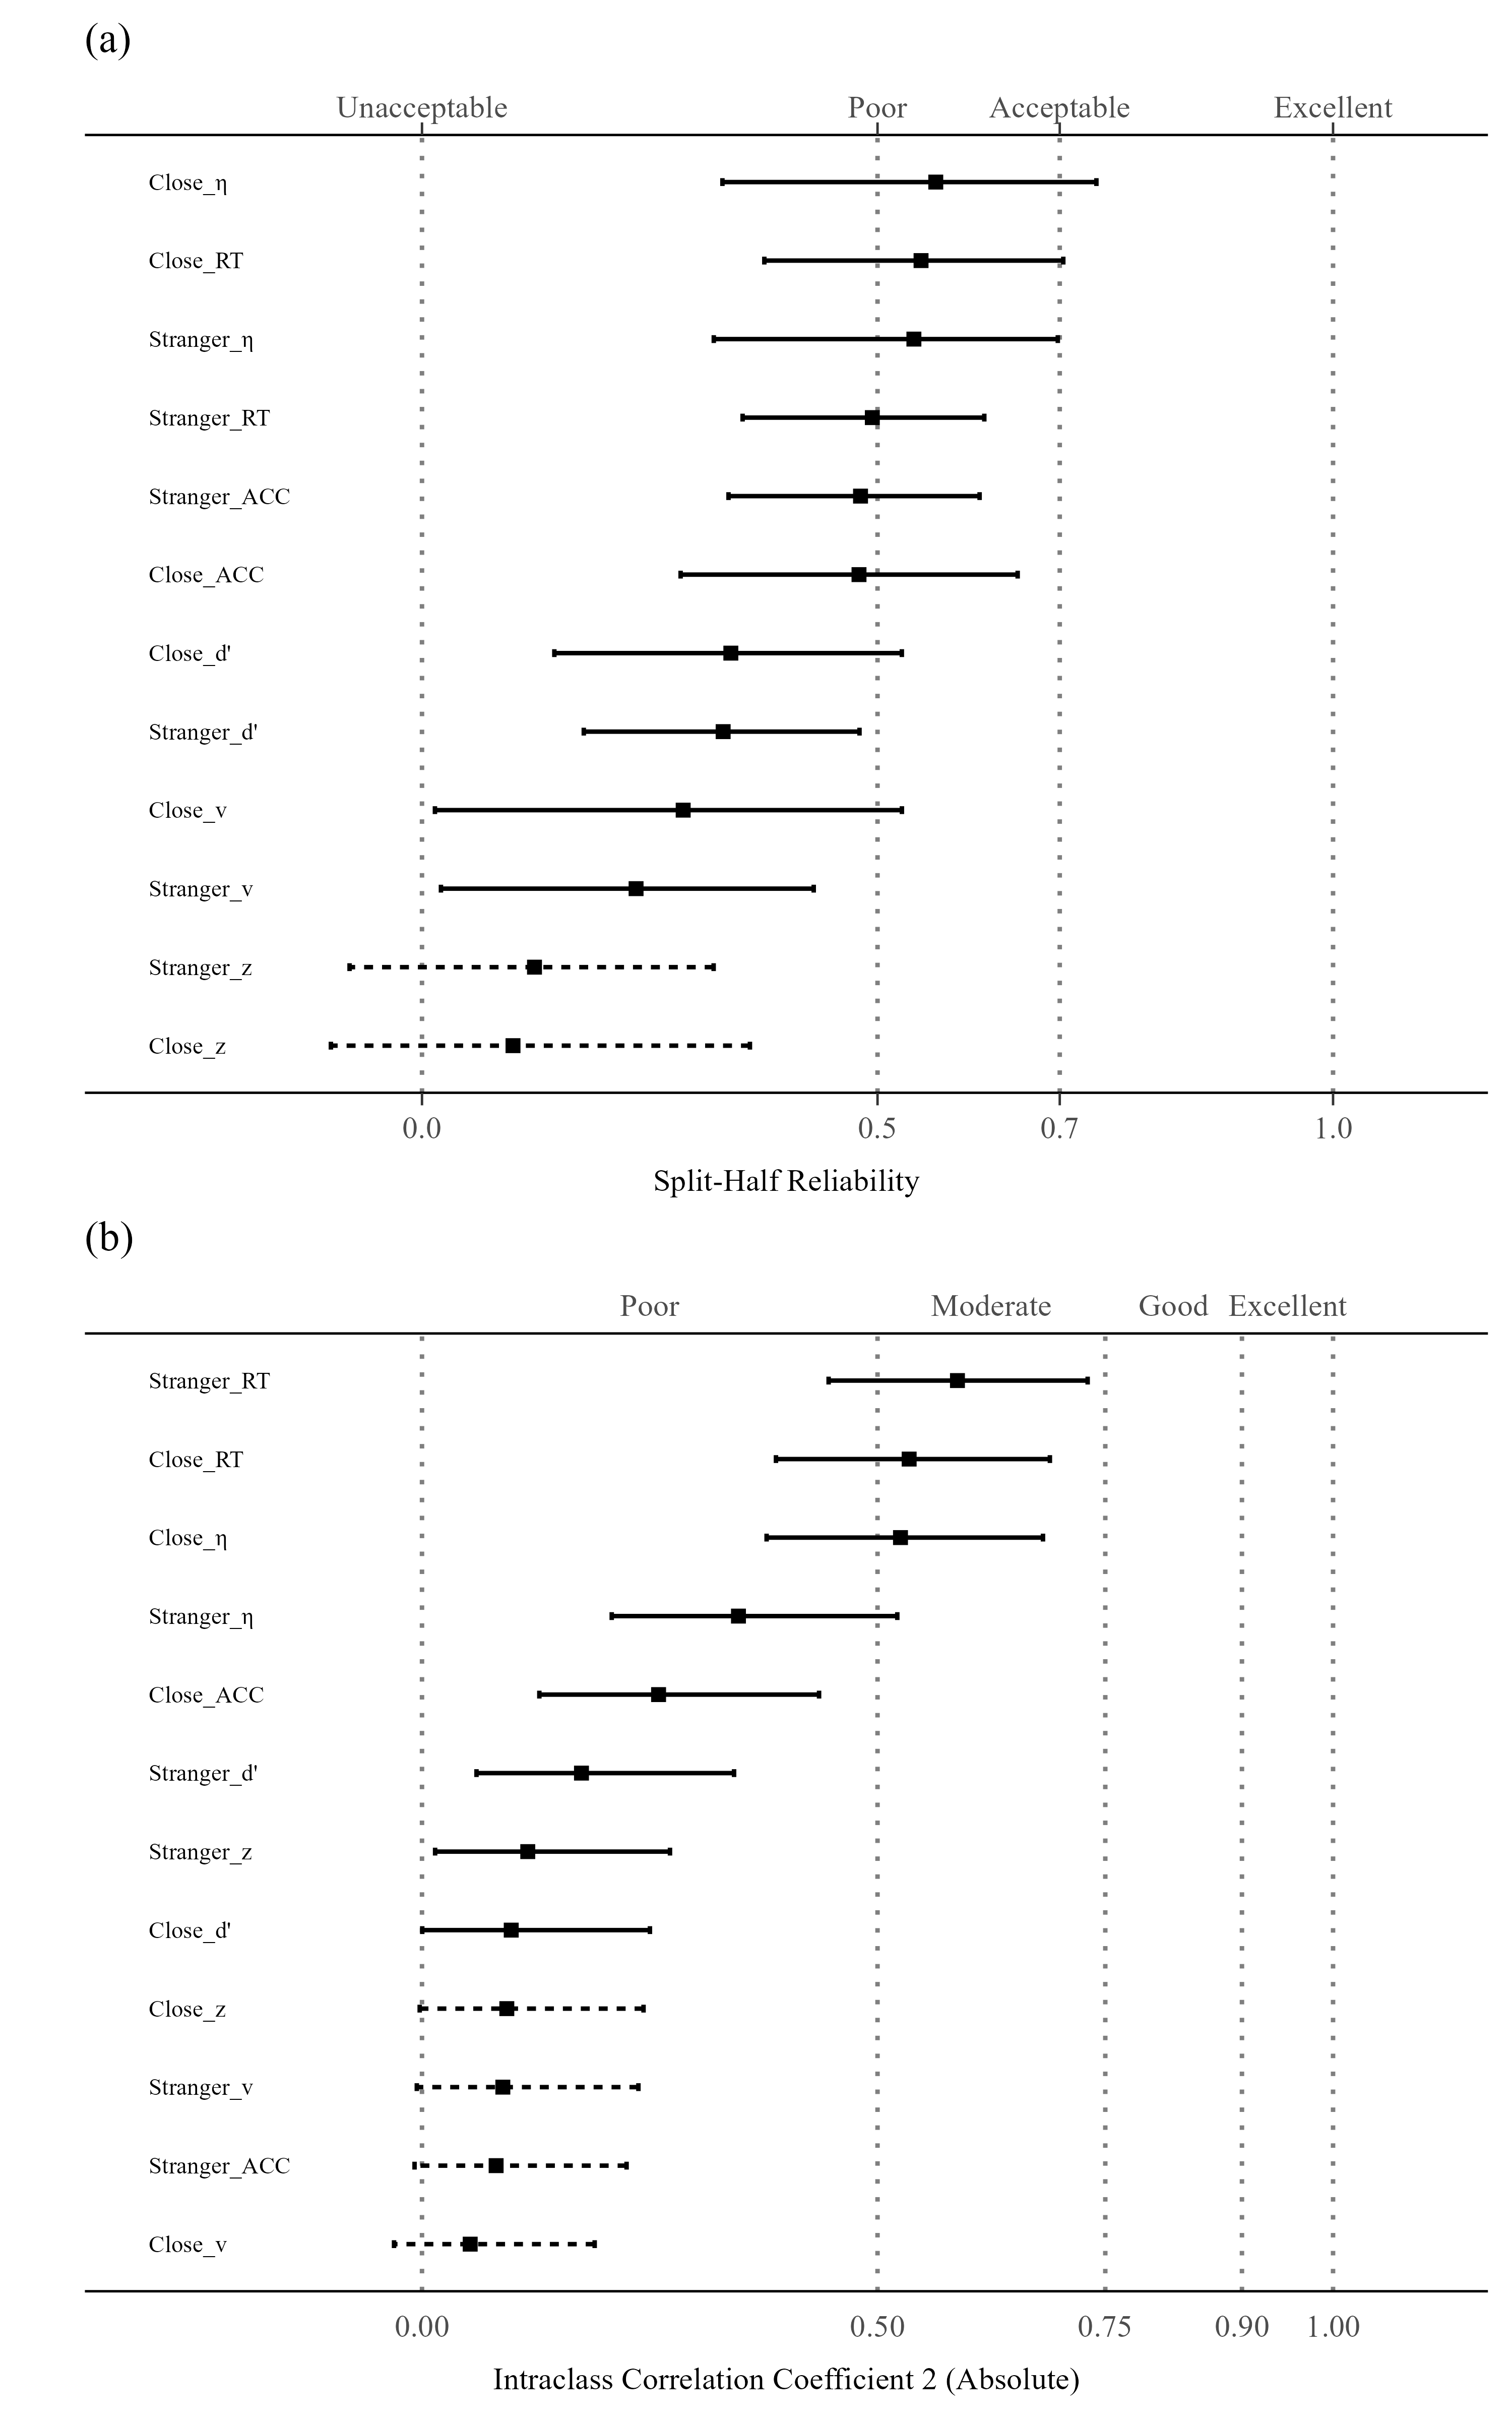 (a)
Unacceptable Poor Acceptable Excellent
Close_η
Close_RT
Stranger_η
Stranger_RT
Stranger_ACC
Close_ACC
Close_d'
Stranger_d'
Close_v
Stranger_v
Stranger_z
Close_z
0.0 0.5 0.7 1.0
Split-Half Reliability
(b)
Poor Moderate Good Excellent
Stranger_RT
Close_RT
Close_η
Stranger_η
Close_ACC
Stranger_d'
Stranger_z
Close_d'
Close_z
Stranger_v
Stranger_ACC
Close_v
0.00 0.50 0.75 0.90 1.00
Intraclass Correlation Coefficient 2 (Absolute)